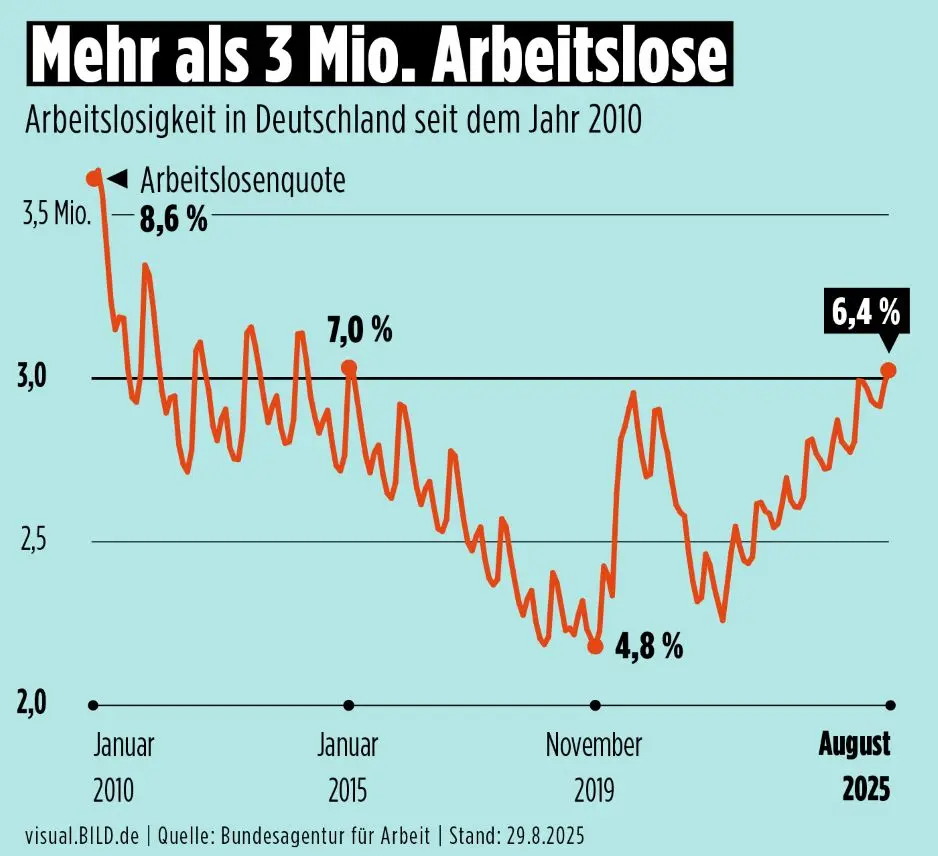 Mehr als 3 Mio. Arbeitslose
Arbeitslosigkeit in Deutschland seit dem Jahr 2010
Arbeitslosenquote
3,5 Mio.
8,6 %
7,0 %
6,4 %
3,0
2,5
4,8 %
2,0
Januar
2010
Januar
2015
November
2019
August
2025
visual.BILD.de | Quelle: Bundesagentur für Arbeit | Stand: 29.8.2025